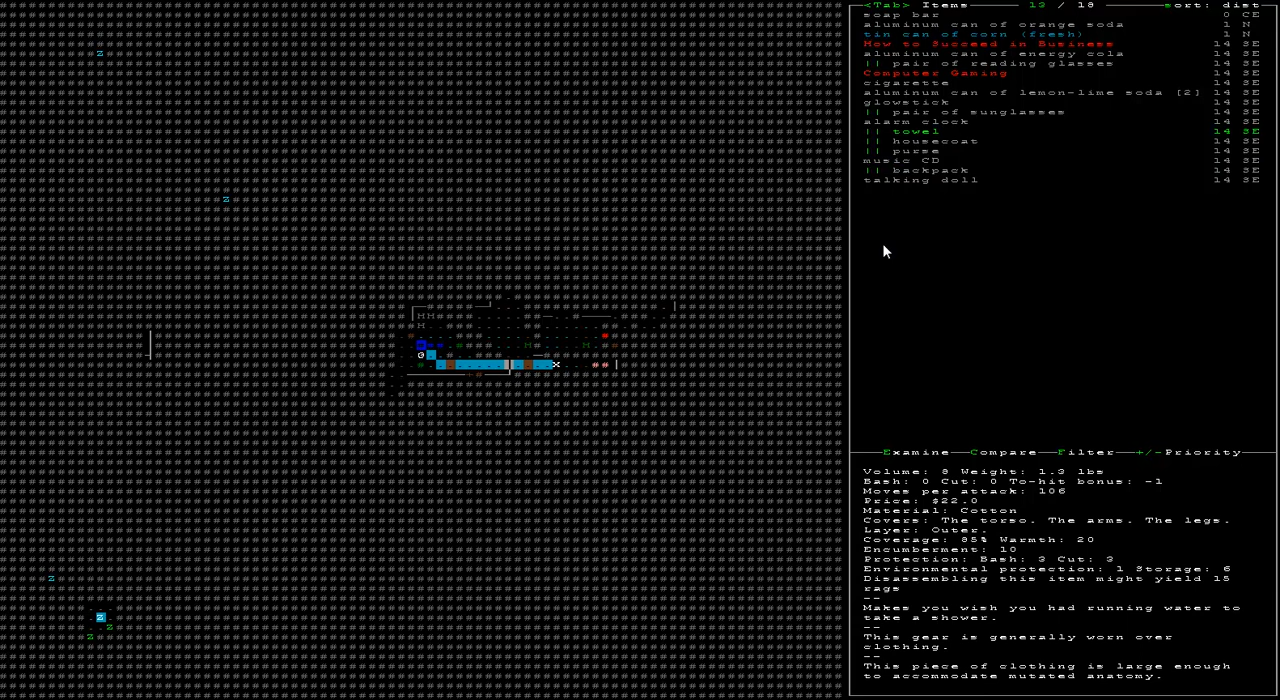 <Tab> Items 12 / 18 sort: dist
soap bar 0 CE
aluminum can of orange soda 1 N
tin can of corn (fresh) 1 N
How to Succeed in Business 14 SE
aluminum can of energy cola 14 SE
|| pair of reading glasses 14 SE
Computer Gaming 14 SE
cigarette 14 SE
aluminum can of lemon-lime soda [2] 14 SE
glowstick 14 SE
|| pair of sunglasses 14 SE
alarm clock 14 SE
|| towel 14 SE
|| housecoat 14 SE
|| purse 14 SE
music CD 14 SE
|| backpack 14 SE
talking doll 14 SE
Examine Compare Filter +/-Priority
Volume: 8 Weight: 1.3 lbs
Bash: 0 Cut: 0 To-hit bonus: -1
Moves per attack: 106
Price: $22.0
Material: Cotton
Covers: The torso. The arms. The legs.
Layer: Outer.
Coverage: 85% Warmth: 20
Encumberment: 10
Protection: Bash: 3 Cut: 3
Environmental protection: 1 Storage: 6
Disassembling this item might yield 15
rags
--
Makes you wish you had running water to
take a shower.
--
This gear is generally worn over
clothing.
--
This piece of clothing is large enough
to accommodate mutated anatomy.